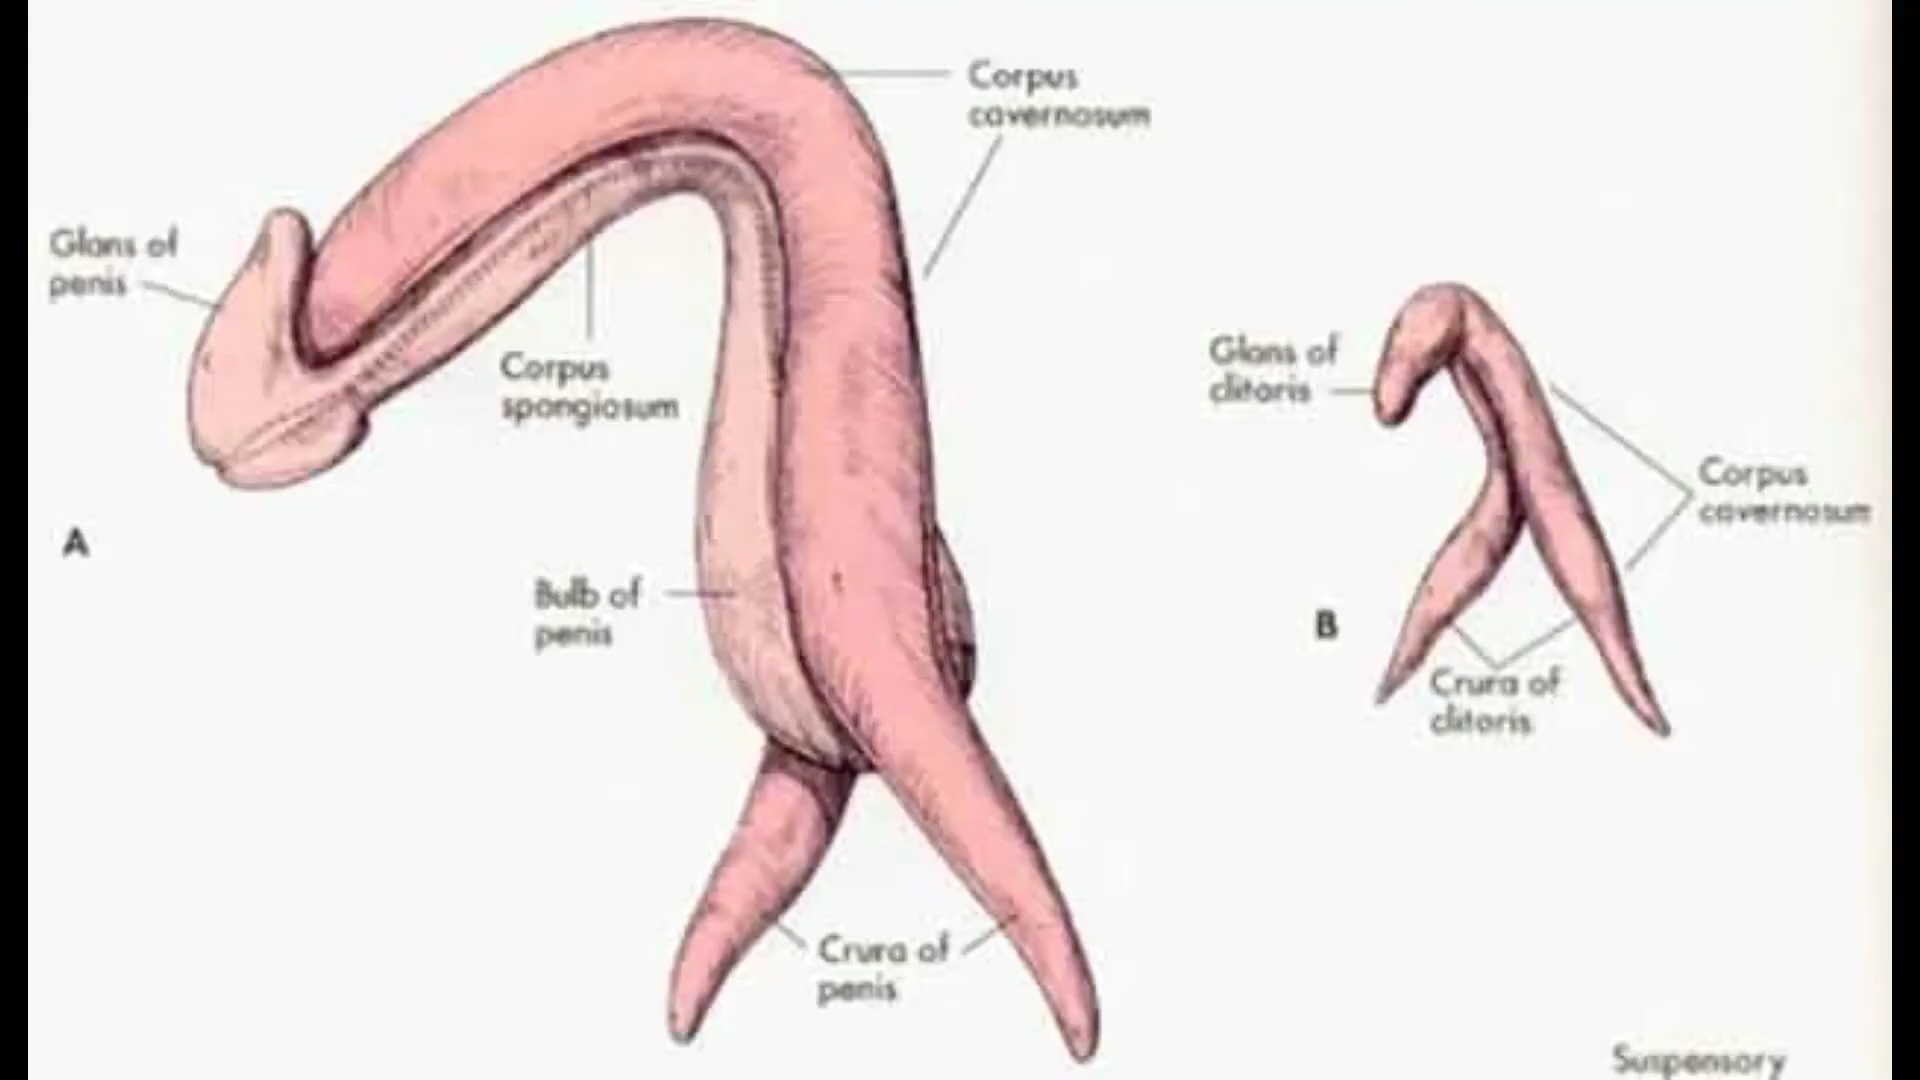 Corpus
cavernosum
Glans of
penis
Corpus
spongiosum
A
Bulb of
penis
Crura of
penis
Glans of
clitoris
Corpus
cavernosum
B
Crura of
clitoris
Suspensory